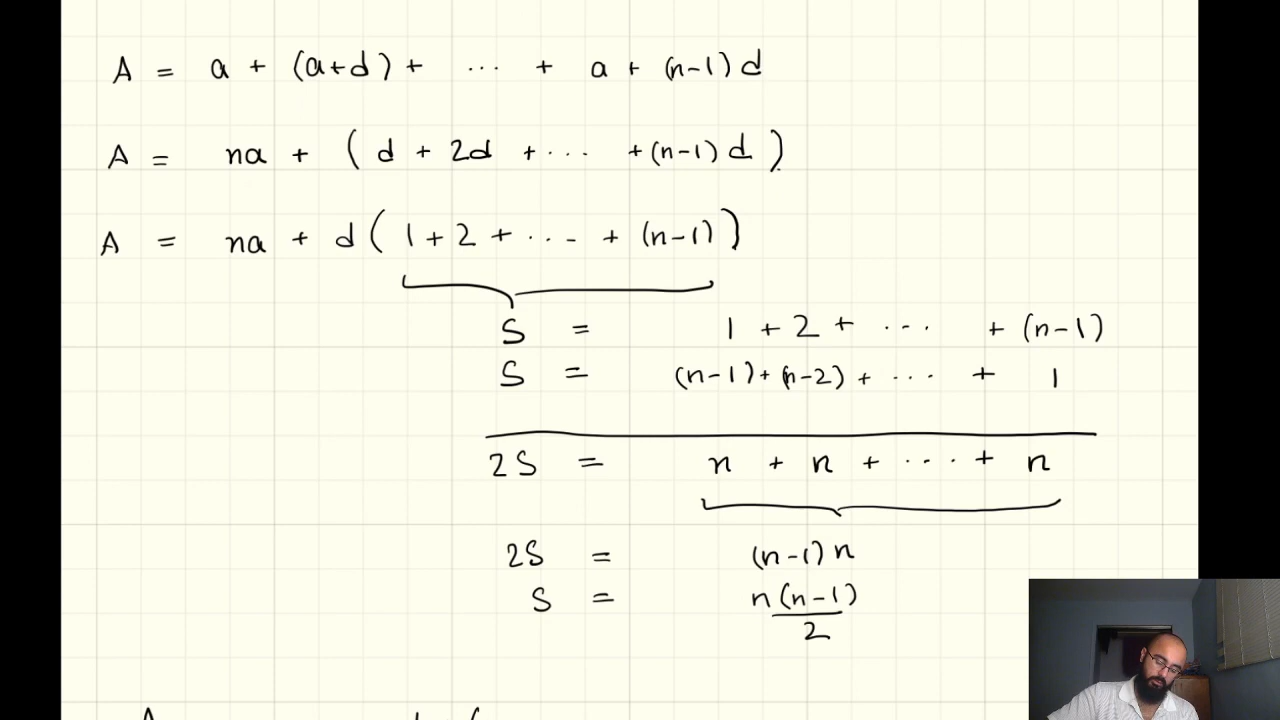 A = a + (a+d) + ... + a + (n-1)d
A = na + (d + 2d + ... + (n-1)d)
A = na + d(1 + 2 + ... + (n-1))
S = 1 + 2 + ... + (n-1)
S = (n-1) + (n-2) + ... + 1
2S = n + n + ... + n
2S = (n-1)n
S = n(n-1)
2